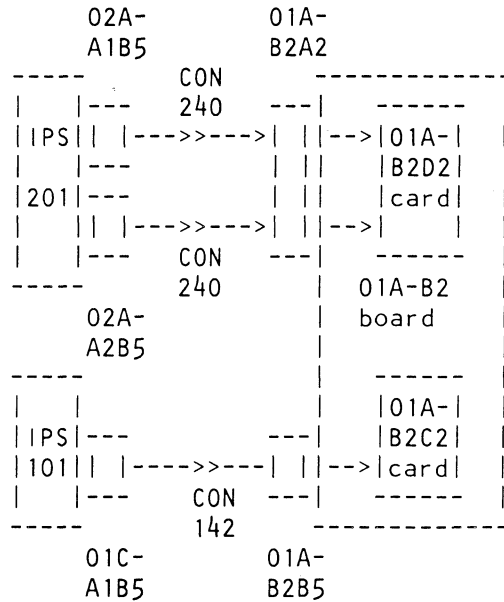 02A-    01A-
A1B5    B2A2
CON
240
IPS    01A-
B2D2
201    card
CON
240    01A-B2
02A-    board
A2B5
01A-
IPS    B2C2
101    card
CON
142
01C-    01A-
A1B5    B2B5